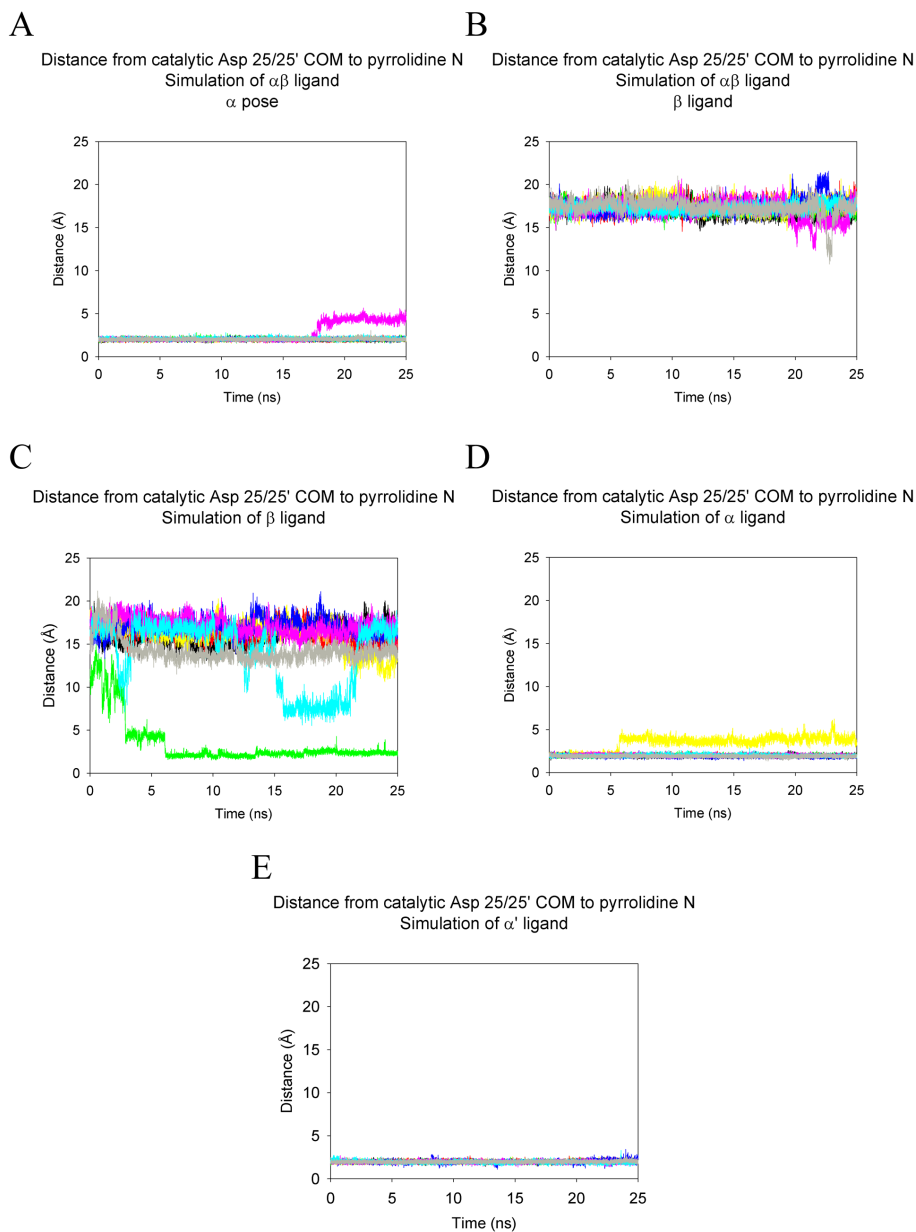 A
Distance from catalytic Asp 25/25' COM to pyrrolidine N
Simulation of αβ ligand
α pose
25
20
15
10
5
0
Distance (Å)
0 5 10 15 20 25
Time (ns)
B
Distance from catalytic Asp 25/25' COM to pyrrolidine N
Simulation of αβ ligand
β ligand
25
20
15
10
5
0
Distance (Å)
0 5 10 15 20 25
Time (ns)
C
Distance from catalytic Asp 25/25' COM to pyrrolidine N
Simulation of β ligand
25
20
15
10
5
0
Distance (Å)
0 5 10 15 20 25
Time (ns)
D
Distance from catalytic Asp 25/25' COM to pyrrolidine N
Simulation of α ligand
25
20
15
10
5
0
Distance (Å)
0 5 10 15 20 25
Time (ns)
E
Distance from catalytic Asp 25/25' COM to pyrrolidine N
Simulation of α' ligand
25
20
15
10
5
0
Distance (Å)
0 5 10 15 20 25
Time (ns)